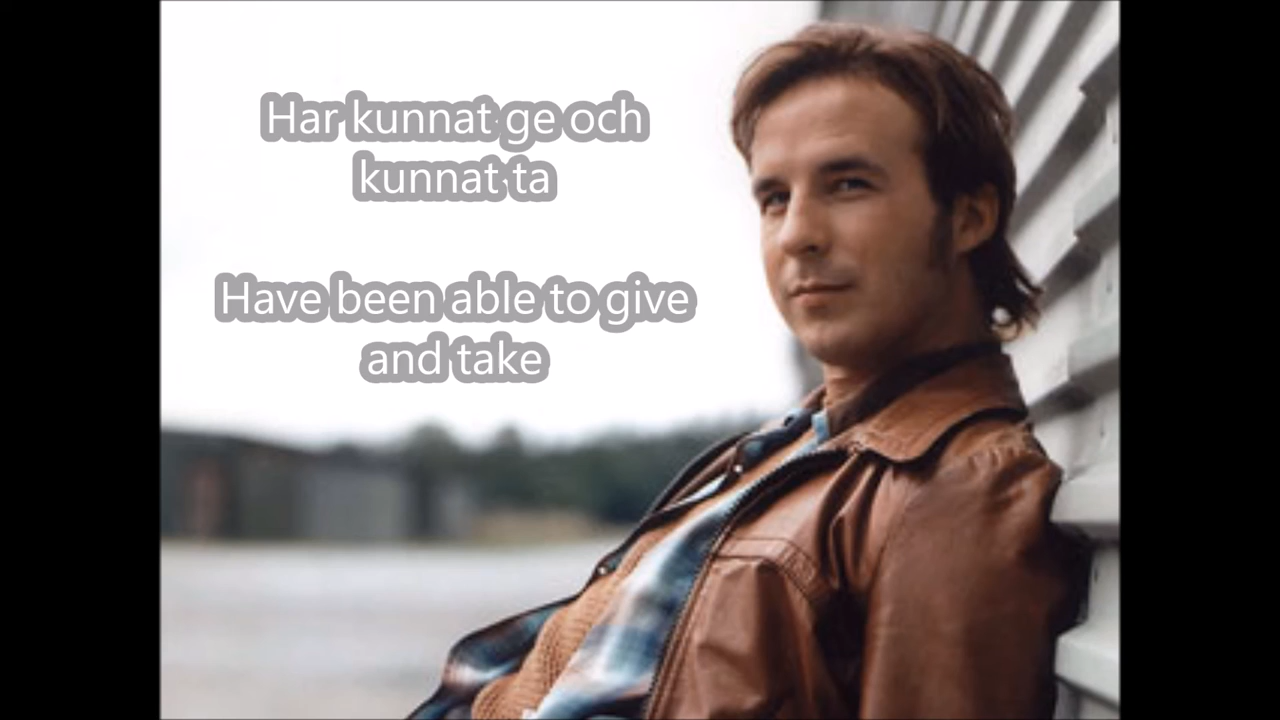 Har kunnat ge och
kunnat ta
Have been able to give
and take